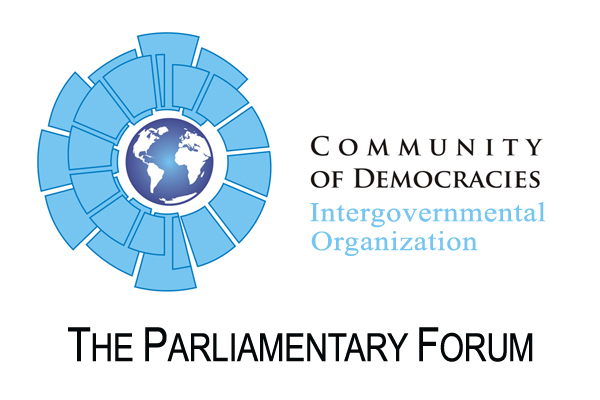 COMMUNITY
OF DEMOCRACIES
Intergovernmental
Organization
THE PARLIAMENTARY FORUM